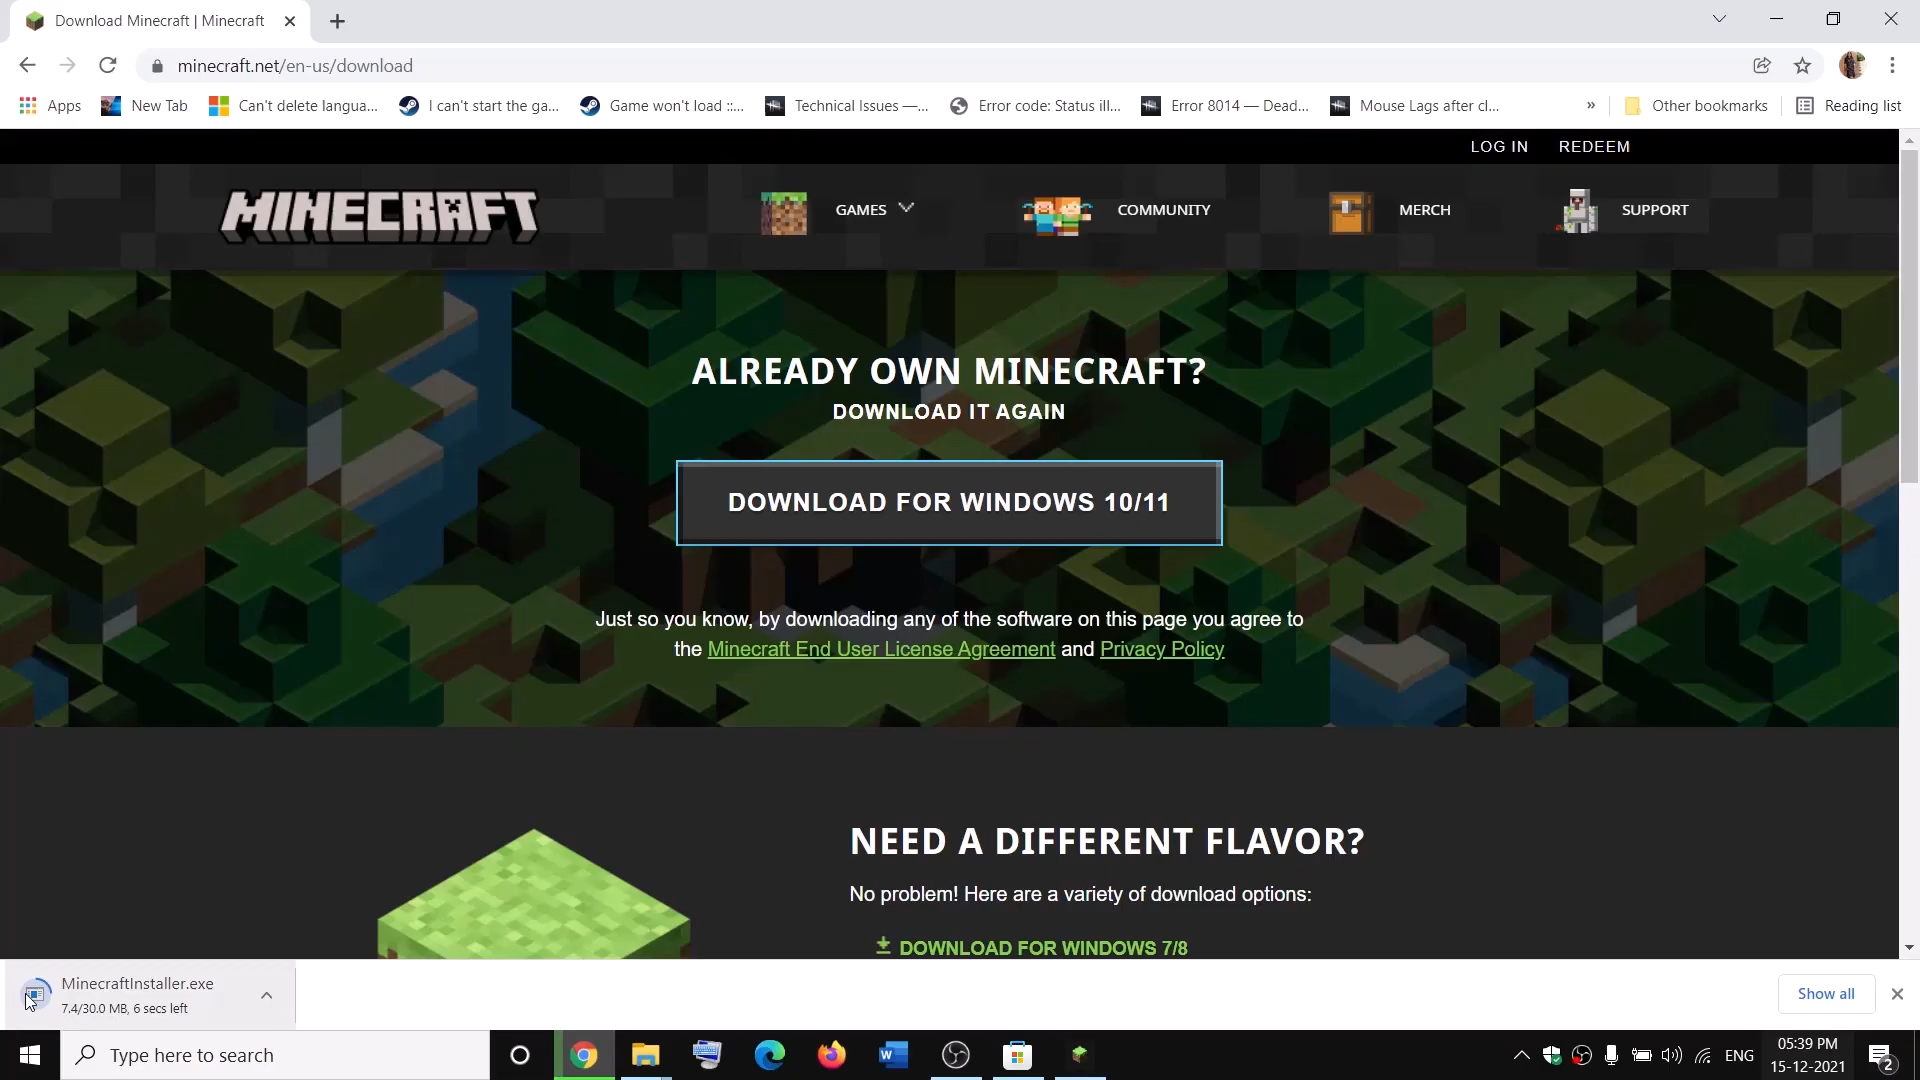 Download Minecraft | Minecraft
minecraft.net/en-us/download
Apps
New Tab
Can't delete langua...
I can't start the ga...
Game won't load ::...
Technical Issues —...
Error code: Status ill...
Error 8014 — Dead...
Mouse Lags after cl...
»
Other bookmarks
Reading list
LOG IN
REDEEM
MINECRAFT
GAMES
COMMUNITY
MERCH
SUPPORT
ALREADY OWN MINECRAFT?
DOWNLOAD IT AGAIN
DOWNLOAD FOR WINDOWS 10/11
Just so you know, by downloading any of the software on this page you agree to
the Minecraft End User License Agreement and Privacy Policy
NEED A DIFFERENT FLAVOR?
No problem! Here are a variety of download options:
DOWNLOAD FOR WINDOWS 7/8
MinecraftInstaller.exe
7.4/30.0 MB, 6 secs left
Show all
Type here to search
W
ENG
05:39 PM
15-12-2021
2